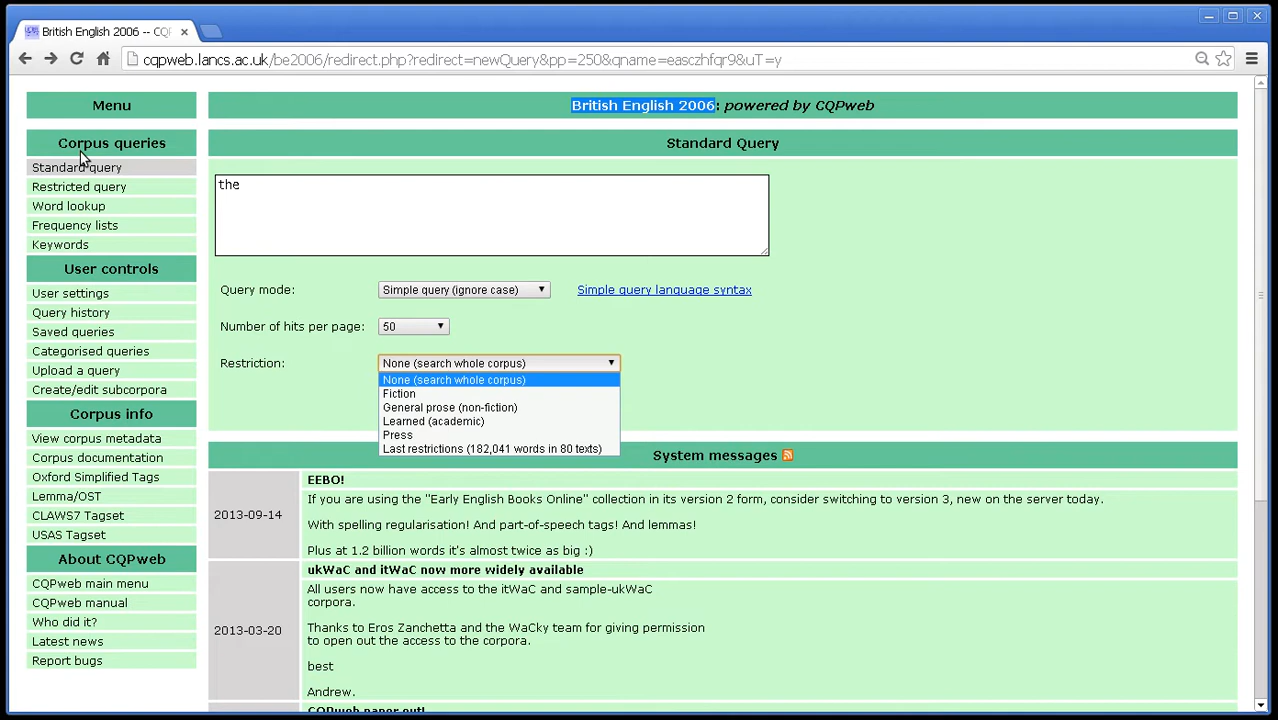 British English 2006 -- CQ
cqpweb.lancs.ac.uk/be2006/redirect.php?redirect=newQuery&pp=250&qname=easczhfqr9&uT=y
Menu
Corpus queries
Standard query
Restricted query
Word lookup
Frequency lists
Keywords
User controls
User settings
Query history
Saved queries
Categorised queries
Upload a query
Create/edit subcorpora
Corpus info
View corpus metadata
Corpus documentation
Oxford Simplified Tags
Lemma/OST
CLAWS7 Tagset
USAS Tagset
About CQPweb
CQPweb main menu
CQPweb manual
Who did it?
Latest news
Report bugs
British English 2006: powered by CQPweb
Standard Query
the
Query mode: Simple query (ignore case) Simple query language syntax
Number of hits per page: 50
Restriction: None (search whole corpus)
None (search whole corpus)
Fiction
General prose (non-fiction)
Learned (academic)
Press
Last restrictions (182,041 words in 80 texts)
System messages
EEBO!
2013-09-14
If you are using the "Early English Books Online" collection in its version 2 form, consider switching to version 3, new on the server today.
With spelling regularisation! And part-of-speech tags! And lemmas!
Plus at 1.2 billion words it's almost twice as big :)
ukWaC and itWaC now more widely available
2013-03-20
All users now have access to the itWaC and sample-ukWaC
corpora.
Thanks to Eros Zanchetta and the WaCky team for giving permission
to open out the access to the corpora.
best
Andrew.
CQPweb paper out!